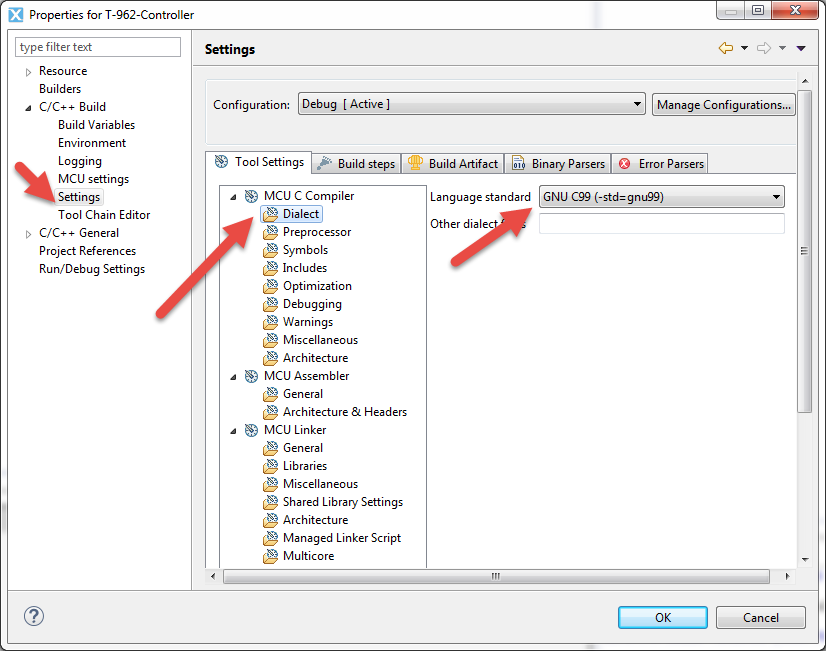 Properties for T-962-Controller
type filter text
Resource
Builders
C/C++ Build
Build Variables
Environment
Logging
MCU settings
Settings
Tool Chain Editor
C/C++ General
Project References
Run/Debug Settings
Settings
Configuration:
Debug [ Active ]
Manage Configurations...
Tool Settings
Build steps
Build Artifact
Binary Parsers
Error Parsers
MCU C Compiler
Dialect
Preprocessor
Symbols
Includes
Optimization
Debugging
Warnings
Miscellaneous
Architecture
MCU Assembler
General
Architecture & Headers
MCU Linker
General
Libraries
Miscellaneous
Shared Library Settings
Architecture
Managed Linker Script
Multicore
Language standard
GNU C99 (-std=gnu99)
Other dialect
OK
Cancel